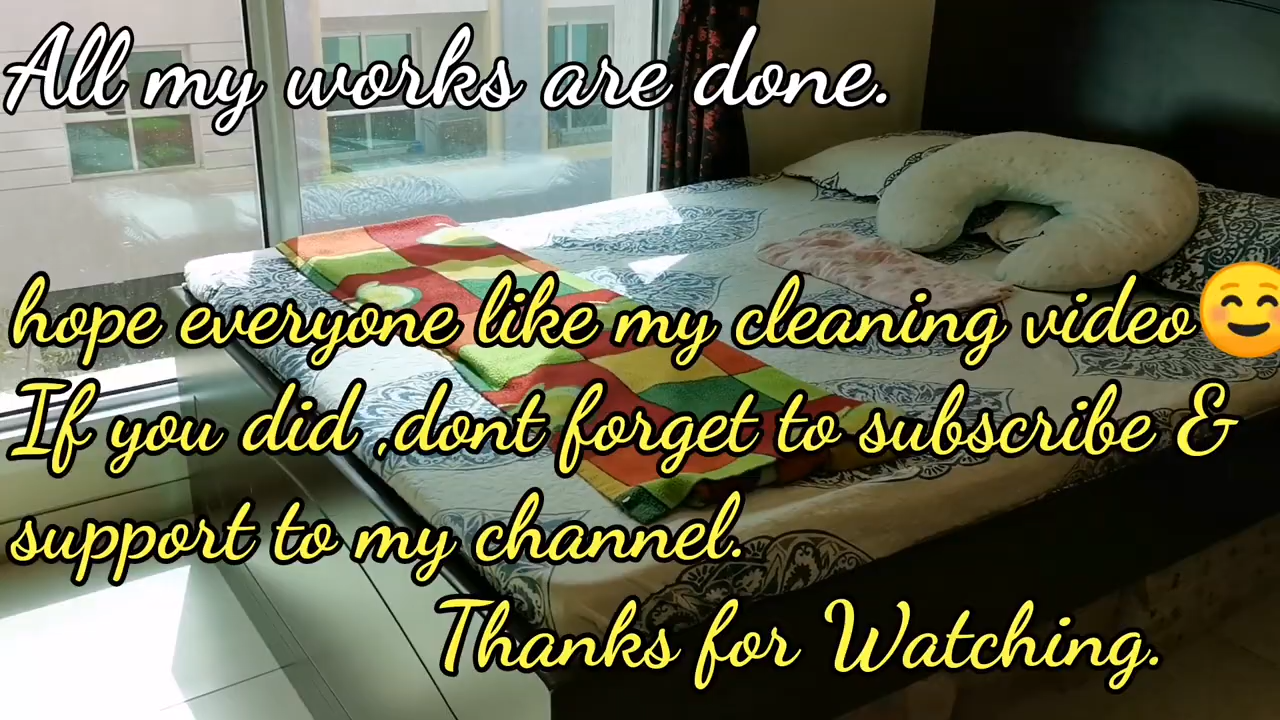 All my works are done.
hope everyone like my cleaning video☺️
If you did ,dont forget to subscribe &
support to my channel.
Thanks for Watching.